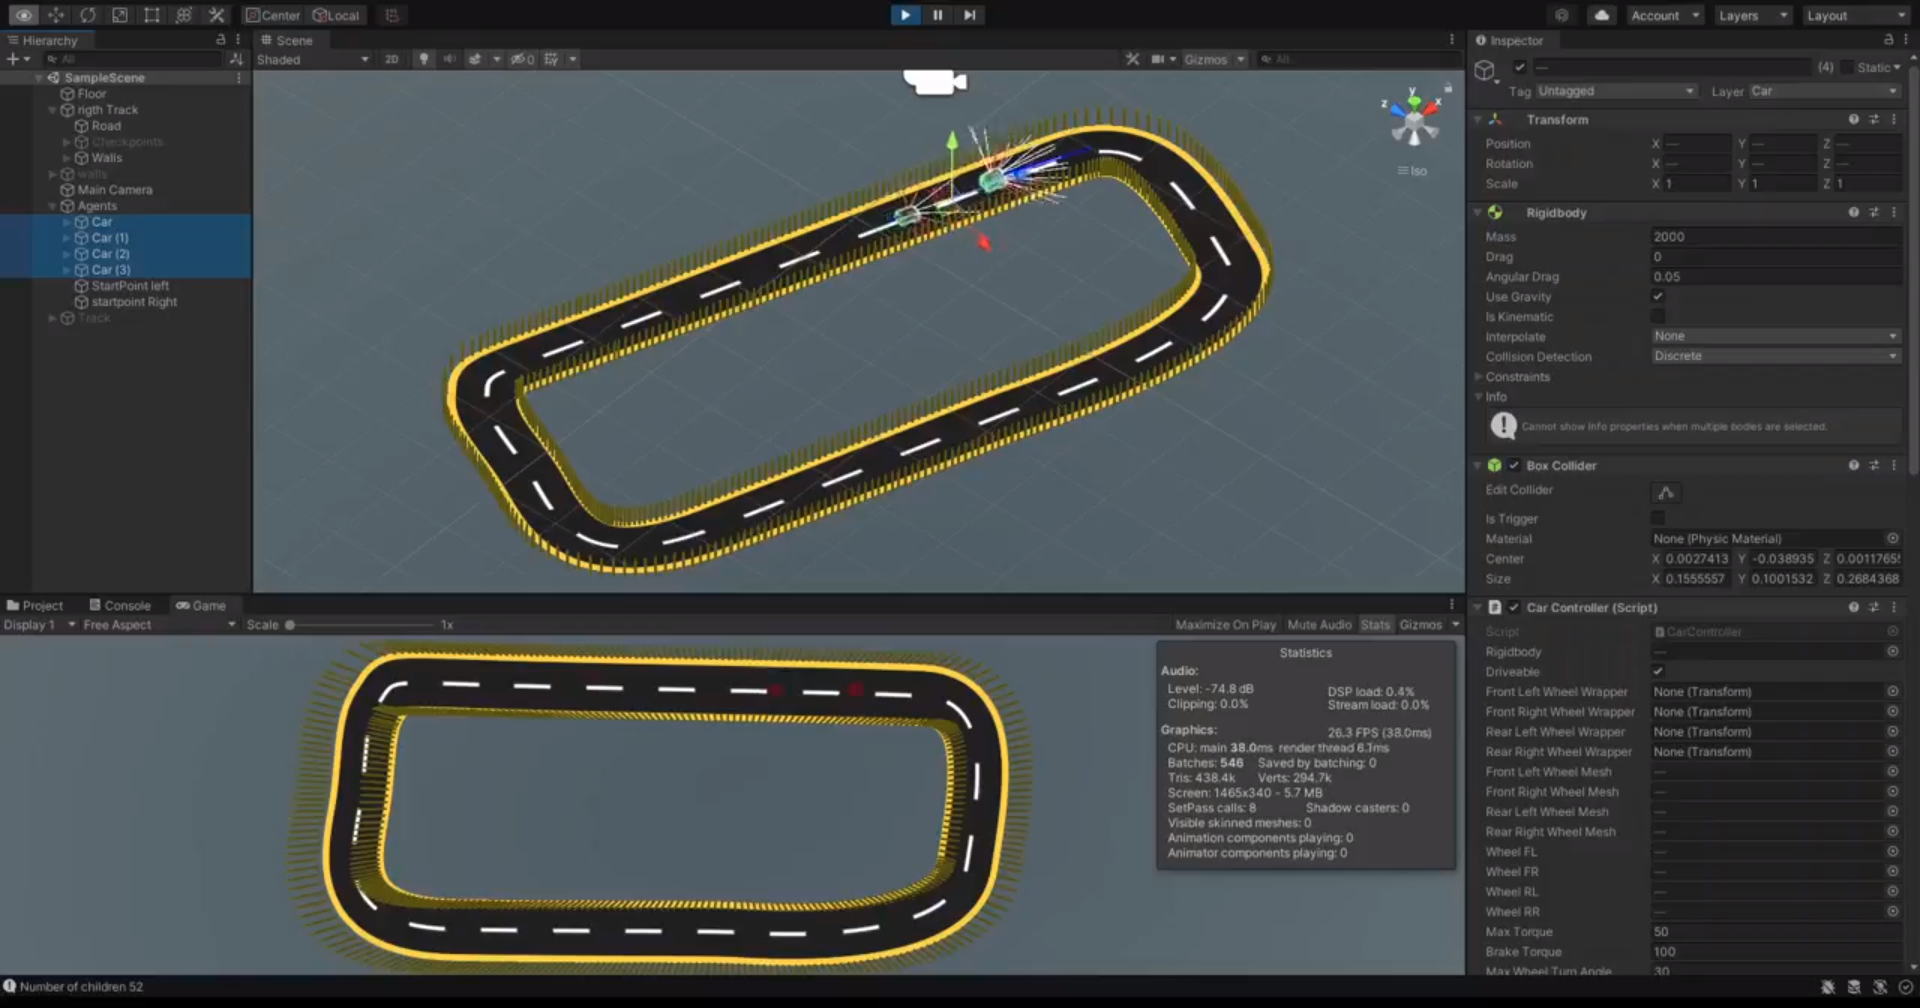 Center Local Account Layers Layout
Hierarchy
All
SampleScene
Floor
rigth Track
Road
Checkpoints
Walls
walls
Main Camera
Agents
Car
Car (1)
Car (2)
Car (3)
StartPoint left
startpoint Right
Track
Scene
Shaded 2D 0 Gizmos All
y
z x
Iso
Project Console Game
Display 1 Free Aspect Scale 1x Maximize On Play Mute Audio Stats Gizmos
Statistics
Audio:
Level: -74.8 dB DSP load: 0.4%
Clipping: 0.0% Stream load: 0.0%
Graphics: 26.3 FPS (38.0ms)
CPU: main 38.0ms render thread 6.1ms
Batches: 546 Saved by batching: 0
Tris: 438.4k Verts: 294.7k
Screen: 1465x340 - 5.7 MB
SetPass calls: 8 Shadow casters: 0
Visible skinned meshes: 0
Animation components playing: 0
Animator components playing: 0
Inspector
— (4) Static
Tag Untagged Layer Car
Transform
Position X — Y — Z —
Rotation X — Y — Z —
Scale X 1 Y 1 Z 1
Rigidbody
Mass 2000
Drag 0
Angular Drag 0.05
Use Gravity
Is Kinematic
Interpolate None
Collision Detection Discrete
Constraints
Info
Cannot show Info properties when multiple bodies are selected.
Box Collider
Edit Collider
Is Trigger
Material None (Physic Material)
Center X 0.0027413 Y -0.038935 Z 0.0011765
Size X 0.1555557 Y 0.1001532 Z 0.2684368
Car Controller (Script)
Script CarController
Rigidbody —
Driveable
Front Left Wheel Wrapper None (Transform)
Front Right Wheel Wrapper None (Transform)
Rear Left Wheel Wrapper None (Transform)
Rear Right Wheel Wrapper None (Transform)
Front Left Wheel Mesh —
Front Right Wheel Mesh —
Rear Left Wheel Mesh —
Rear Right Wheel Mesh —
Wheel FL —
Wheel FR —
Wheel RL —
Wheel RR —
Max Torque 50
Brake Torque 100
Max Wheel Turn Angle 30
Number of children 52